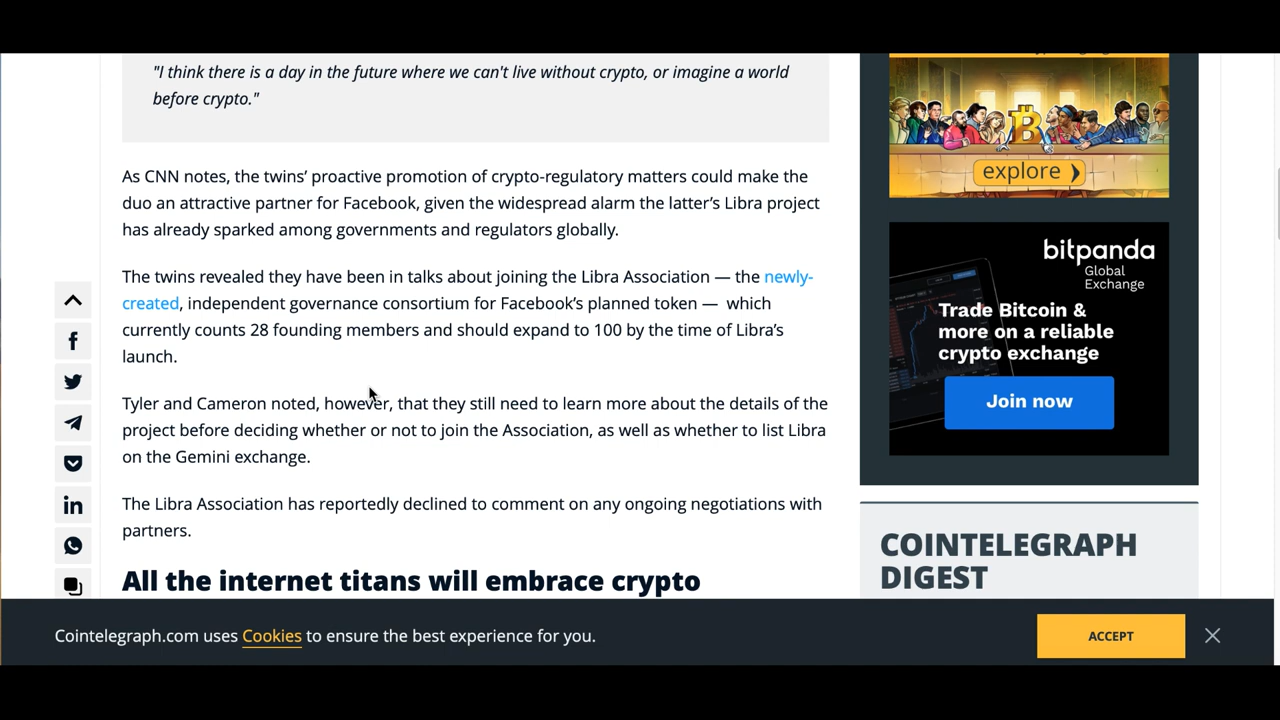 "I think there is a day in the future where we can't live without crypto, or imagine a world
before crypto."
As CNN notes, the twins’ proactive promotion of crypto-regulatory matters could make the
duo an attractive partner for Facebook, given the widespread alarm the latter’s Libra project
has already sparked among governments and regulators globally.
The twins revealed they have been in talks about joining the Libra Association — the newly-
created, independent governance consortium for Facebook’s planned token — which
currently counts 28 founding members and should expand to 100 by the time of Libra’s
launch.
Tyler and Cameron noted, however, that they still need to learn more about the details of the
project before deciding whether or not to join the Association, as well as whether to list Libra
on the Gemini exchange.
The Libra Association has reportedly declined to comment on any ongoing negotiations with
partners.
All the internet titans will embrace crypto
explore ❯
bitpanda
Global
Exchange
Trade Bitcoin &
more on a reliable
crypto exchange
Join now
COINTELEGRAPH
DIGEST
Cointelegraph.com uses Cookies to ensure the best experience for you.
ACCEPT